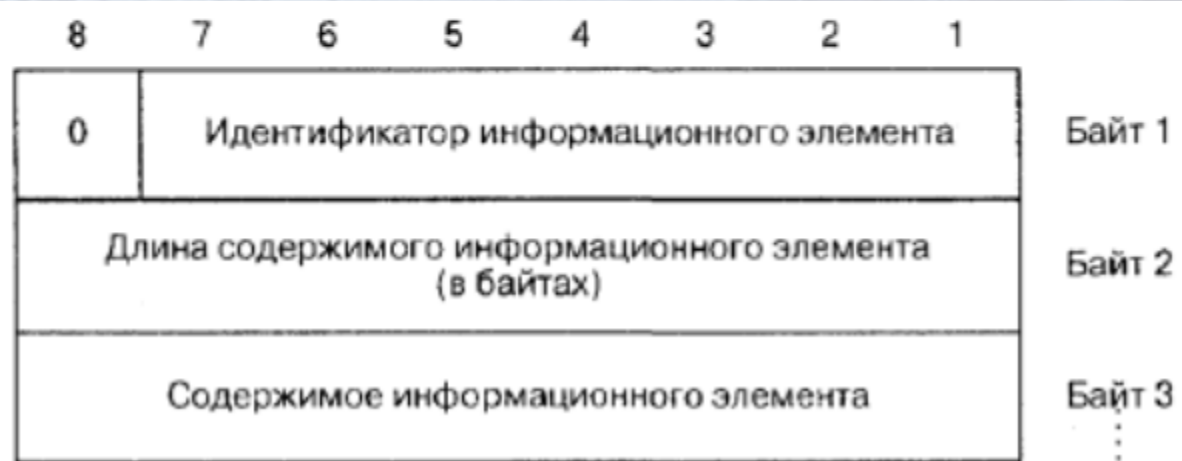 8 7 6 5 4 3 2 1
0 Идентификатор информационного элемента Байт 1
Длина содержимого информационного элемента
(в байтах) Байт 2
Содержимое информационного элемента Байт 3